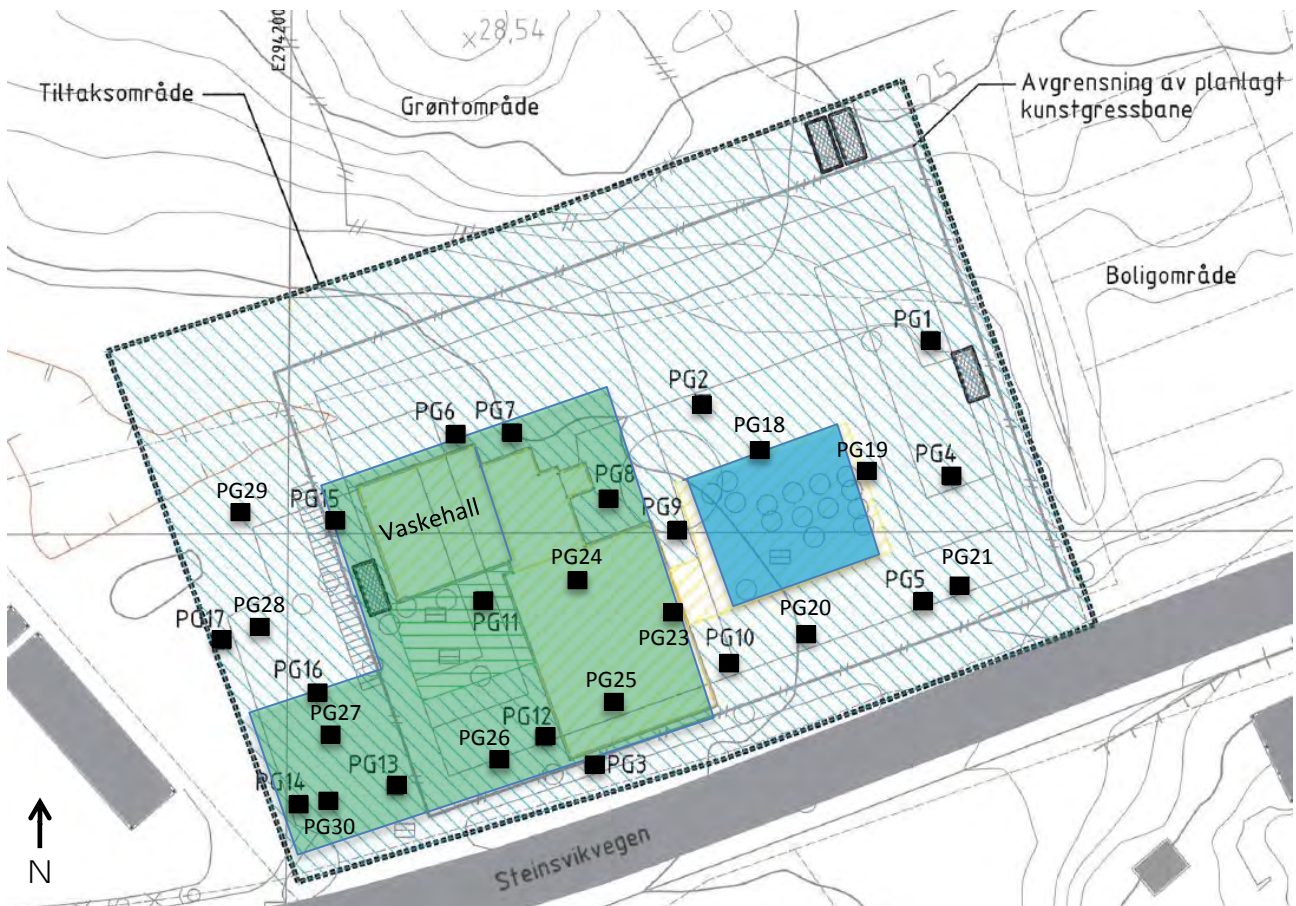 E294200
×28,54
25
Tiltaksområde
Grøntområde
Avgrensning av planlagt
kunstgressbane
Boligområde
PG1
PG2
PG6
PG7
PG18
PG19
PG4
PG8
PG29
PG15
Vaskehall
PG9
PG24
PG21
PG5
PG11
PG28
PG17
PG23
PG20
PG10
PG16
PG25
PG27
PG12
PG26
PG3
PG13
PG14
PG30
Steinsvikvegen
N